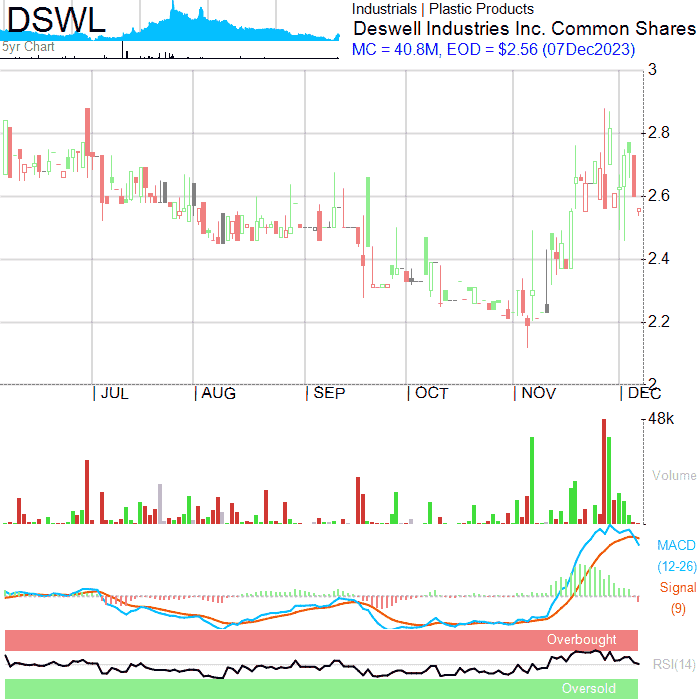 DSWL
5yr Chart
Industrials | Plastic Products
Deswell Industries Inc. Common Shares
MC = 40.8M, EOD = $2.56 (07Dec2023)
3
2.8
2.6
2.4
2.2
2
JUL AUG SEP OCT NOV DEC
48k
Volume
MACD
(12-26)
Signal
(9)
Overbought
RSI(14)
Oversold